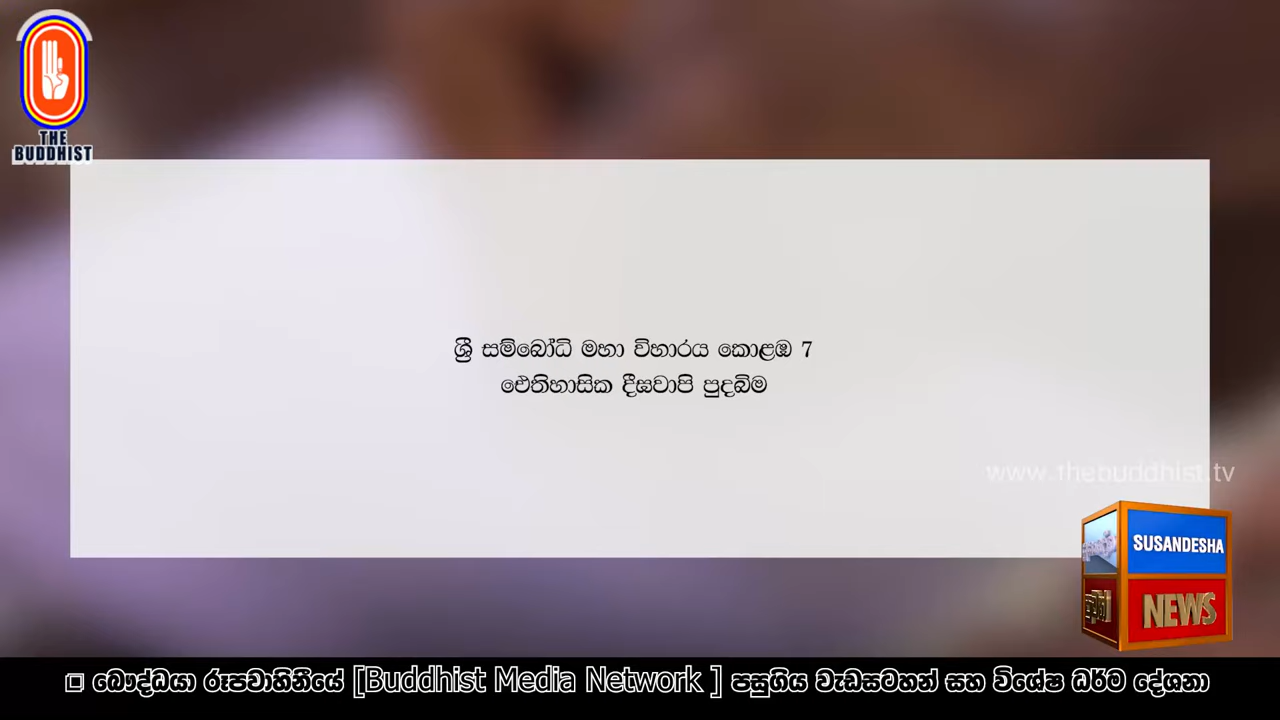 THE
BUDDHIST
ශ්‍රී සම්බෝධි මහා විහාරය කොළඹ 7
ඓතිහාසික දීඝවාපි පුදබිම
www.thebuddhist.tv
SUSANDESHA
NEWS
බෞද්ධයා රූපවාහිනියේ [Buddhist Media Network ] පසුගිය වැඩසටහන් සහ විශේෂ ධර්ම දේශනා